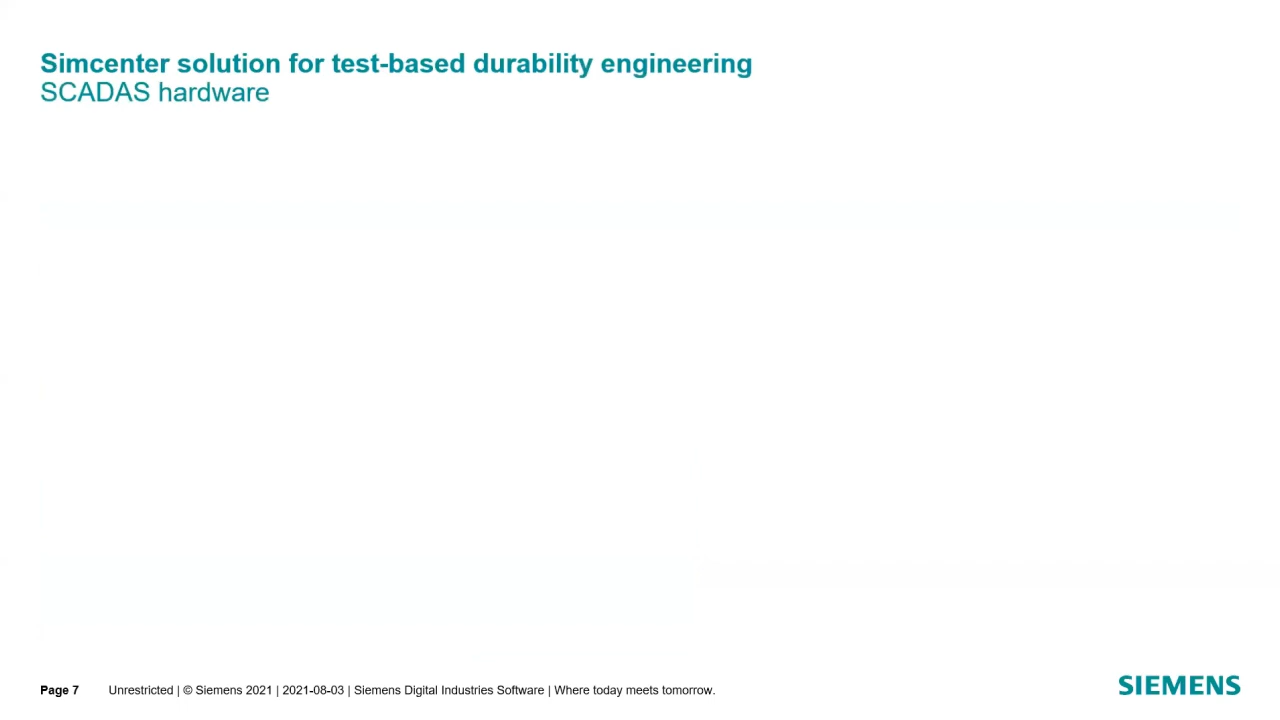 Simcenter solution for test-based durability engineering
SCADAS hardware
Page 7 Unrestricted | © Siemens 2021 | 2021-08-03 | Siemens Digital Industries Software | Where today meets tomorrow.
SIEMENS